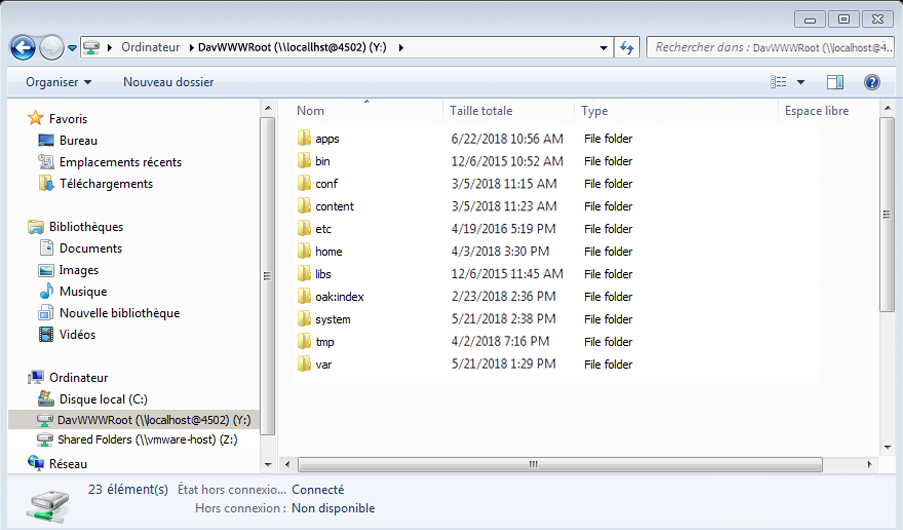 Ordinateur DavWWWRoot (\\locallhst@4502) (Y:) Rechercher dans : DavWWWRoot (\\localhost@4...
Organiser Nouveau dossier
Favoris
Bureau
Emplacements récents
Téléchargements
Bibliothèques
Documents
Images
Musique
Nouvelle bibliothèque
Vidéos
Ordinateur
Disque local (C:)
DavWWWRoot (\\localhost@4502) (Y:)
Shared Folders (\\vmware-host) (Z:)
Réseau
Nom Taille totale Type Espace libre
apps 6/22/2018 10:56 AM File folder
bin 12/6/2015 10:52 AM File folder
conf 3/5/2018 11:15 AM File folder
content 3/5/2018 11:23 AM File folder
etc 4/19/2016 5:19 PM File folder
home 4/3/2018 3:30 PM File folder
libs 12/6/2015 11:45 AM File folder
oak:index 2/23/2018 2:36 PM File folder
system 5/21/2018 2:38 PM File folder
tmp 4/2/2018 7:16 PM File folder
var 5/21/2018 1:29 PM File folder
23 élément(s) État hors connexio... Connecté
Hors connexion : Non disponible